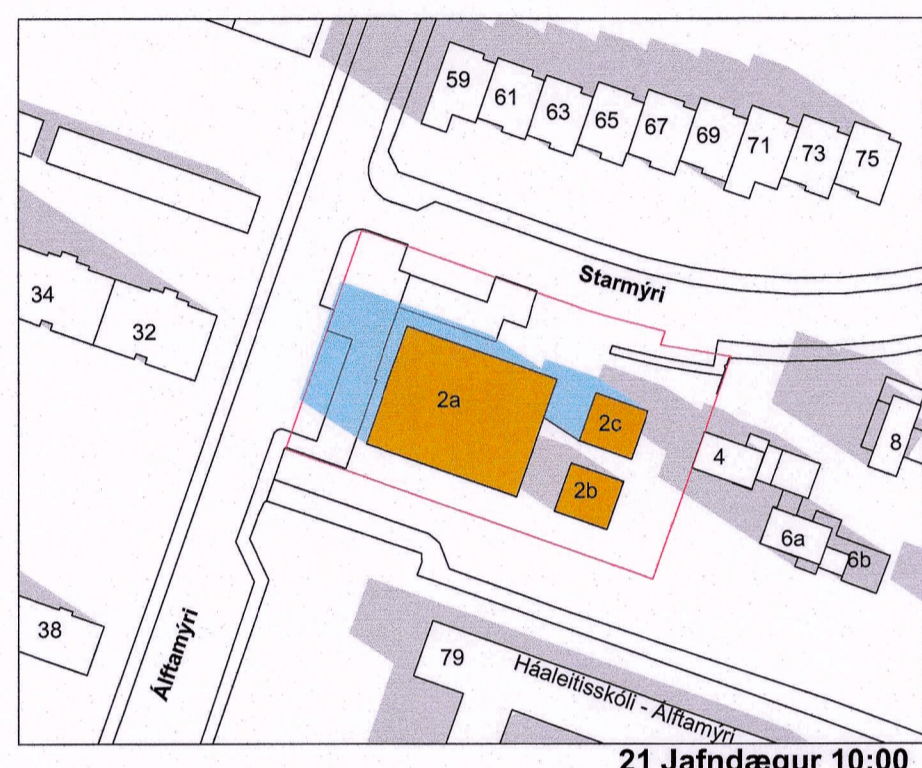 59
61
63
65
67
69
71
73
75
Starmýri
34
32
2a
2c
2b
4
8
6a
6b
38
Álftamýri
79
Háaleitisskóli - Álftamýri
21 Jafndægur 10:00